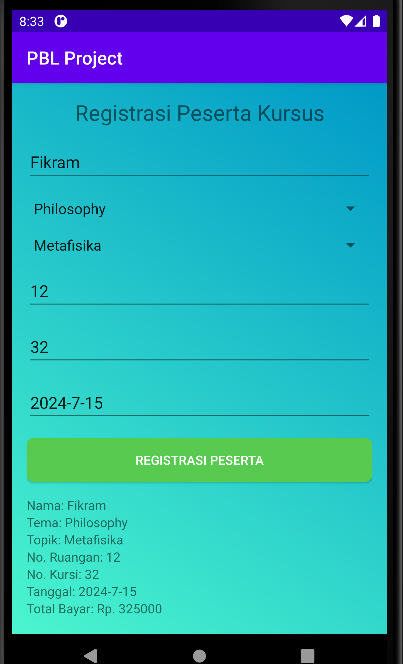 8:33
PBL Project
Registrasi Peserta Kursus
Fikram
Philosophy
Metafisika
12
32
2024-7-15
REGISTRASI PESERTA
Nama: Fikram
Tema: Philosophy
Topik: Metafisika
No. Ruangan: 12
No. Kursi: 32
Tanggal: 2024-7-15
Total Bayar: Rp. 325000